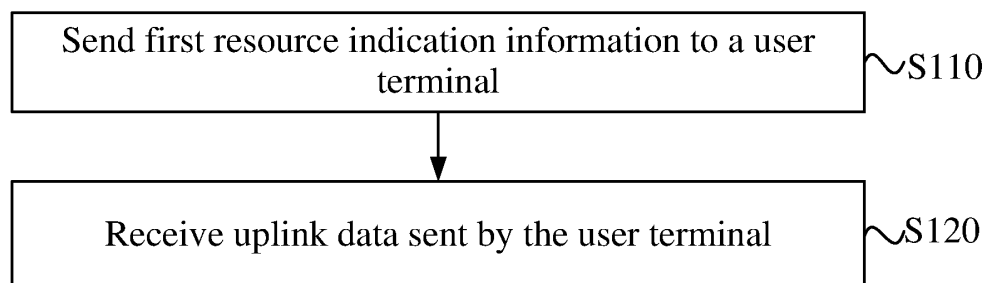 Send first resource indication information to a user
terminal
S110
Receive uplink data sent by the user terminal
S120